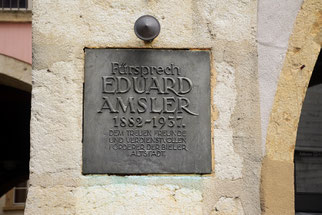 Fürsprech
EDUARD
AMSLER
1882-1937.
DEM TREUEN FREUNDE
UND VERDIENSTVOLLEN
FÖRDERER DER BIELER
ALTSTADT